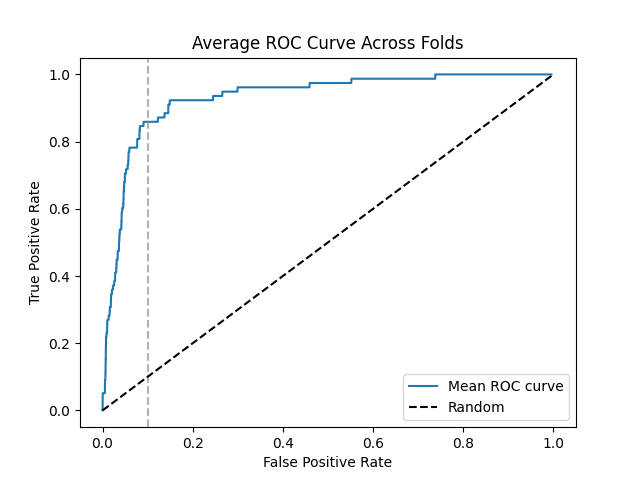 Average ROC Curve Across Folds
True Positive Rate
1.0
0.8
0.6
0.4
0.2
0.0
0.0 0.2 0.4 0.6 0.8 1.0
False Positive Rate
Mean ROC curve
Random